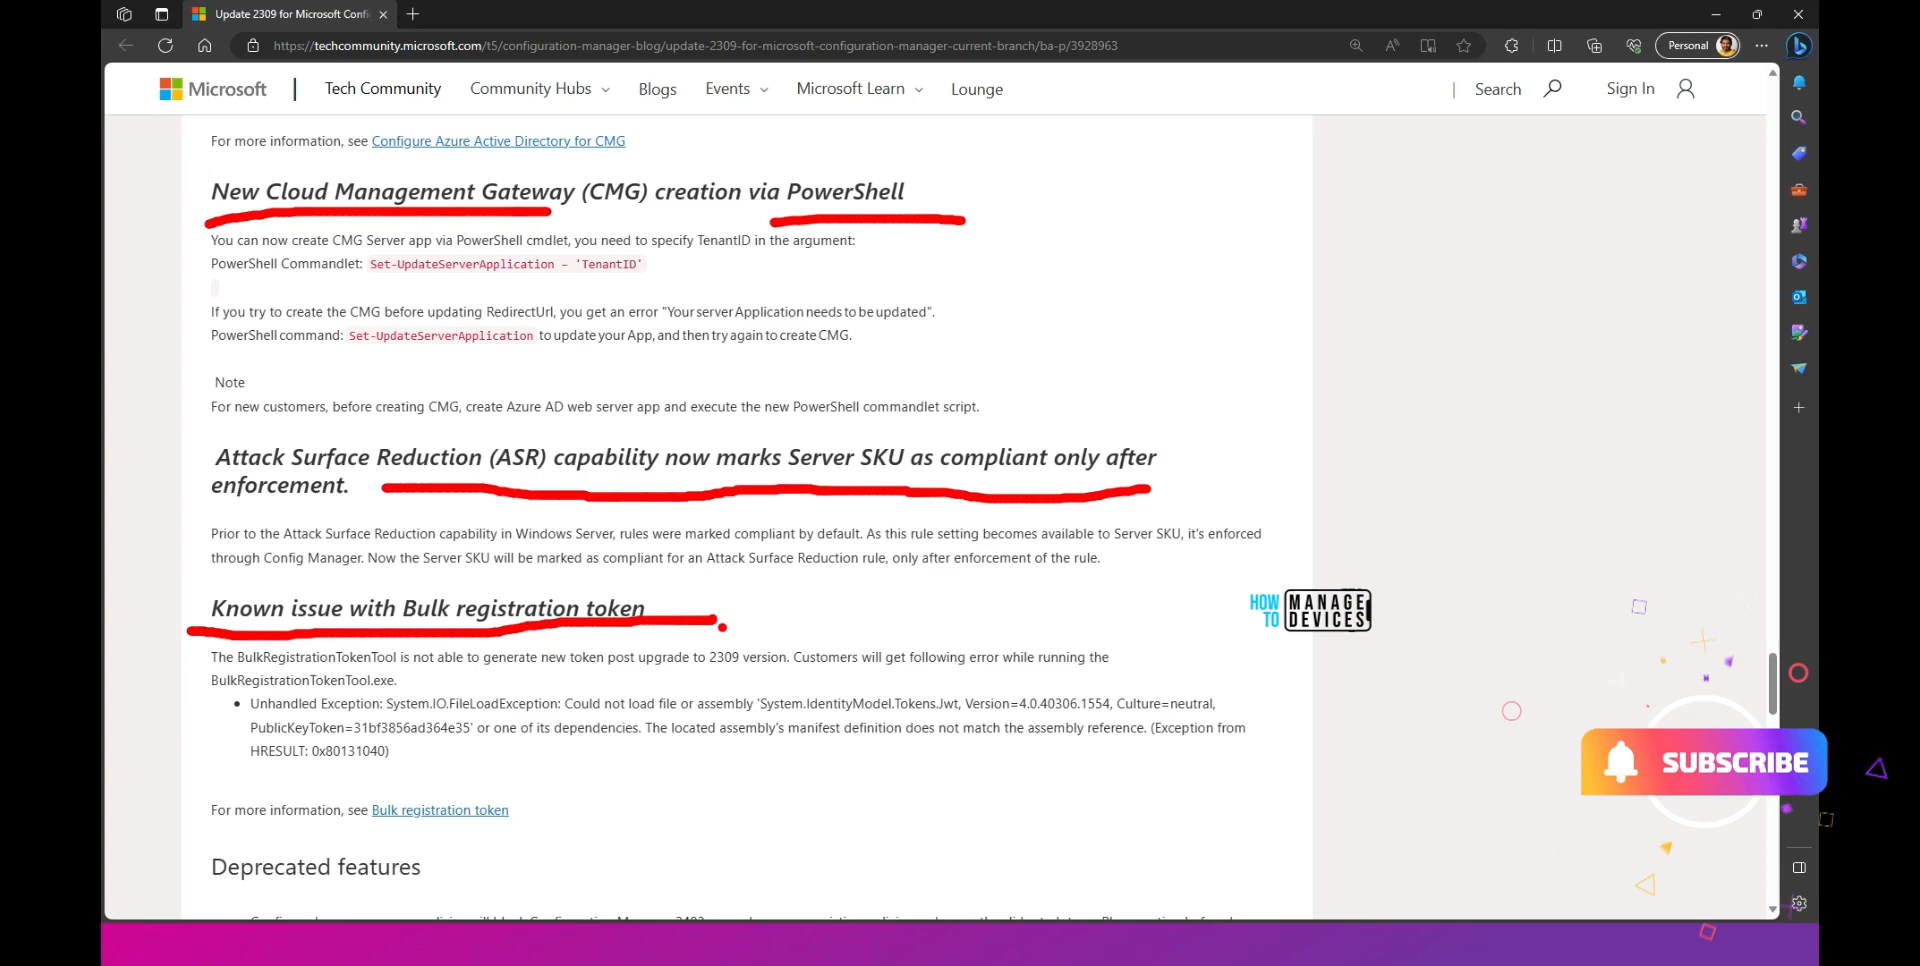 Update 2309 for Microsoft Confi
https://techcommunity.microsoft.com/t5/configuration-manager-blog/update-2309-for-microsoft-configuration-manager-current-branch/ba-p/3928963
Personal
Microsoft
Tech Community
Community Hubs
Blogs
Events
Microsoft Learn
Lounge
Search
Sign In
For more information, see Configure Azure Active Directory for CMG
New Cloud Management Gateway (CMG) creation via PowerShell
You can now create CMG Server app via PowerShell cmdlet, you need to specify TenantID in the argument:
PowerShell Commandlet: Set-UpdateServerApplication – 'TenantID'
If you try to create the CMG before updating RedirectUrl, you get an error "Your server Application needs to be updated".
PowerShell command: Set-UpdateServerApplication to update your App, and then try again to create CMG.
Note
For new customers, before creating CMG, create Azure AD web server app and execute the new PowerShell commandlet script.
Attack Surface Reduction (ASR) capability now marks Server SKU as compliant only after
enforcement.
Prior to the Attack Surface Reduction capability in Windows Server, rules were marked compliant by default. As this rule setting becomes available to Server SKU, it's enforced
through Config Manager. Now the Server SKU will be marked as compliant for an Attack Surface Reduction rule, only after enforcement of the rule.
Known issue with Bulk registration token
HOW TO MANAGE DEVICES
The BulkRegistrationTokenTool is not able to generate new token post upgrade to 2309 version. Customers will get following error while running the
BulkRegistrationTokenTool.exe.
Unhandled Exception: System.IO.FileLoadException: Could not load file or assembly 'System.IdentityModel.Tokens.Jwt, Version=4.0.40306.1554, Culture=neutral,
PublicKeyToken=31bf3856ad364e35' or one of its dependencies. The located assembly's manifest definition does not match the assembly reference. (Exception from
HRESULT: 0x80131040)
SUBSCRIBE
For more information, see Bulk registration token
Deprecated features